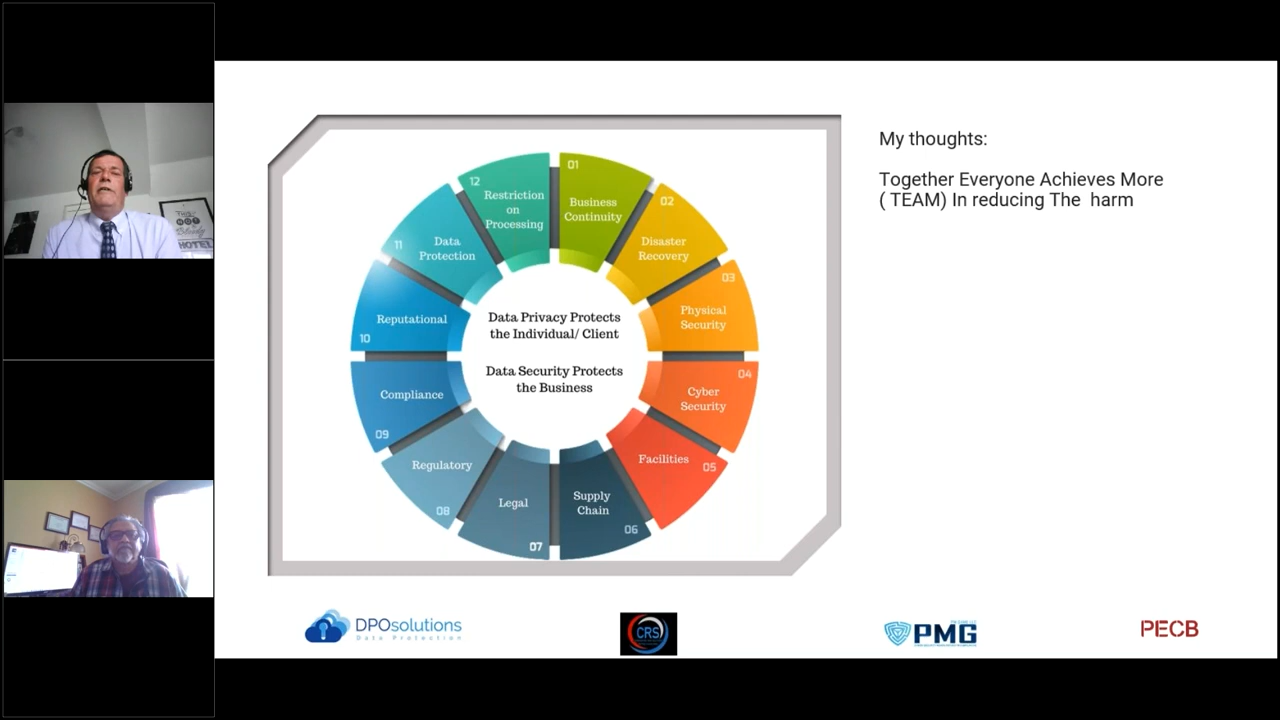 My thoughts:
Together Everyone Achieves More
( TEAM) In reducing The harm
01
Business
Continuity
02
Disaster
Recovery
03
Physical
Security
04
Cyber
Security
Facilities
05
Supply
Chain
06
Legal
07
Regulatory
08
Compliance
09
Reputational
10
11
Data
Protection
12
Restriction
on
Processing
Data Privacy Protects
the Individual/ Client
Data Security Protects
the Business
HOTEL
DPOsolutions
Data Protection
CRS
PMG
PECB